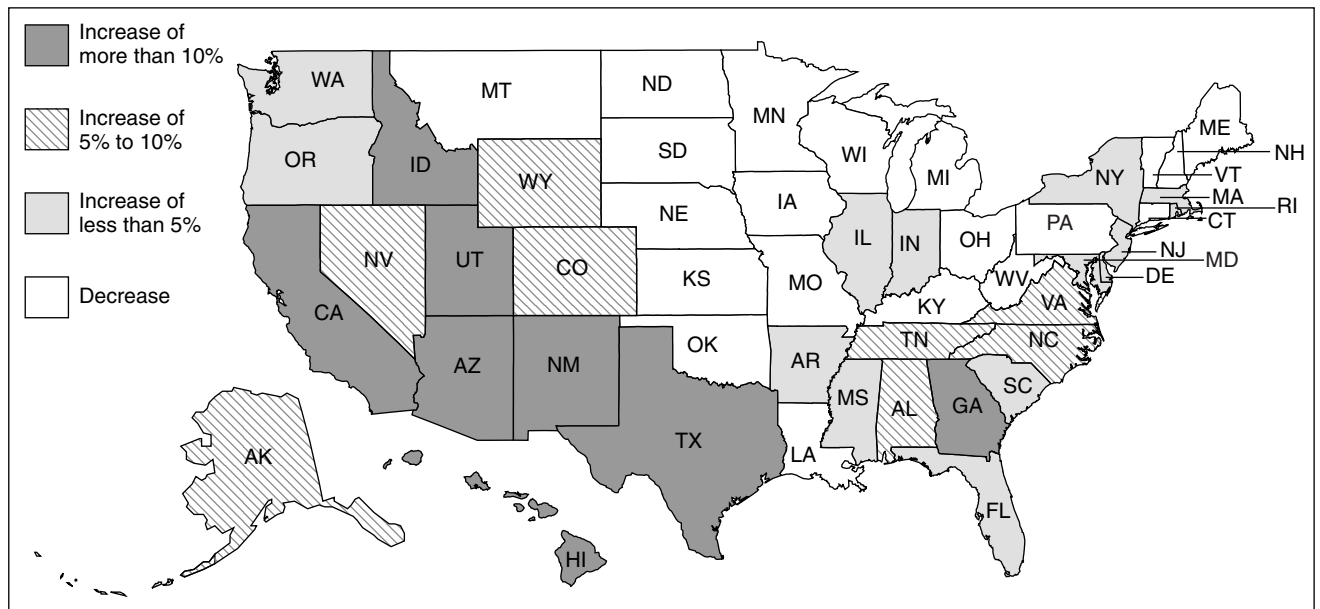 Increase of
more than 10%
Increase of
5% to 10%
Increase of
less than 5%
Decrease
WA
MT
ND
MN
ME
OR
ID
SD
WI
MI
NY
NH
VT
MA
RI
CT
WY
NE
IA
PA
NJ
MD
DE
NV
UT
CO
KS
MO
IL
IN
OH
WV
VA
KY
CA
AZ
NM
OK
AR
TN
NC
SC
MS
AL
GA
TX
LA
FL
AK
HI